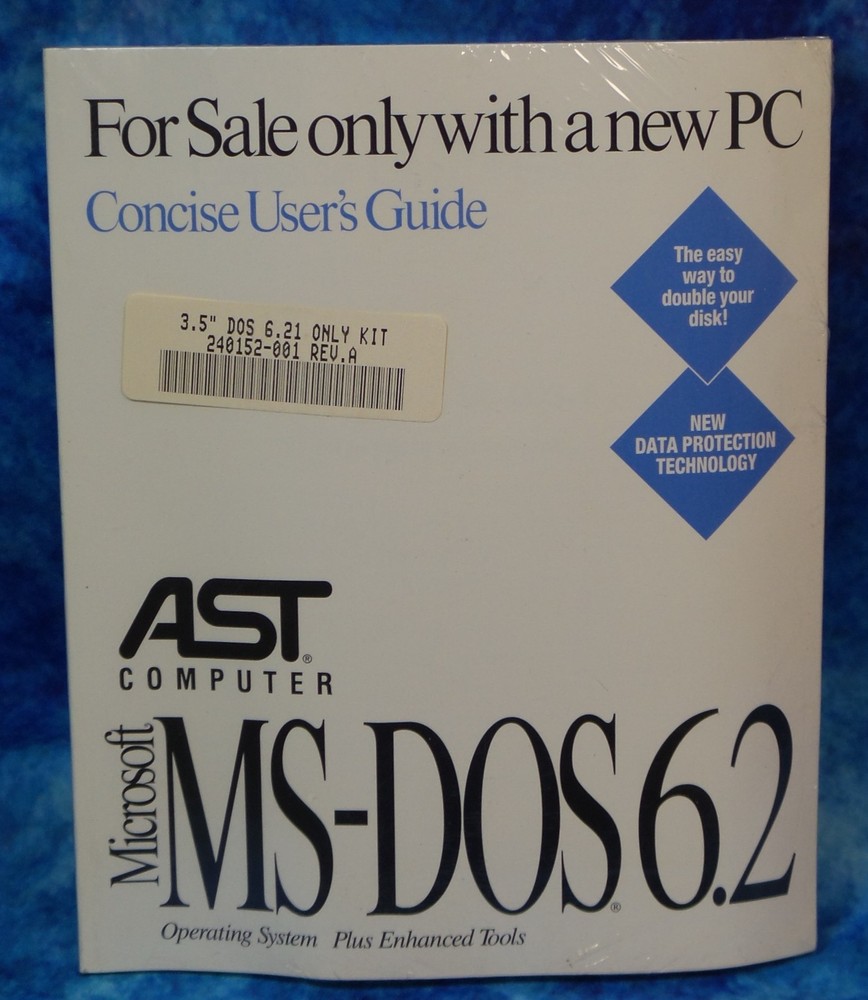 For Sale only with a new PC
Concise User's Guide
The easy
way to
double your
disk!
3.5" DOS 6.21 ONLY KIT
240152-001 REV.A
NEW
DATA PROTECTION
TECHNOLOGY
AST®
COMPUTER
Microsoft
MS-DOS® 6.2
Operating System Plus Enhanced Tools